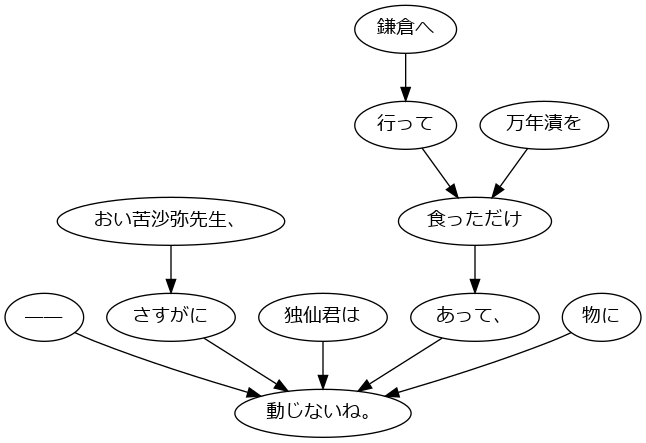 鎌倉へ
行って
万年漬を
おい苦沙弥先生、
食っただけ
――
さすがに
独仙君は
あって、
物に
動じないね。